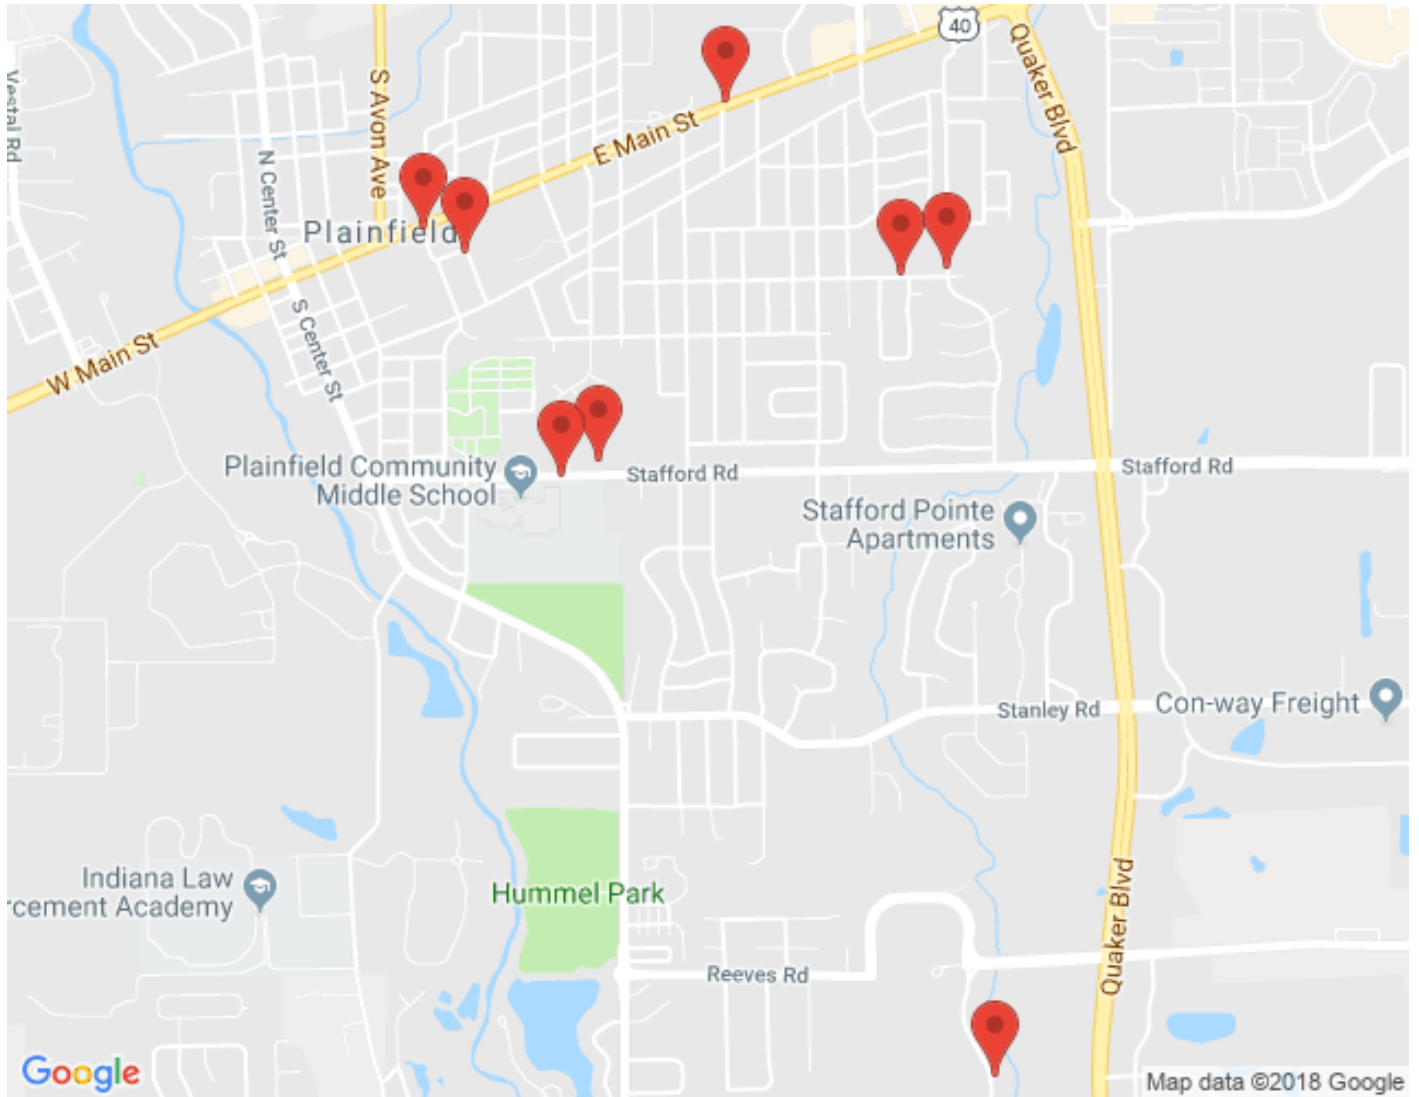 40
Quaker Blvd
S Avon Ave
Vestal Rd
E Main St
N Center St
Plainfield
S Center St
W Main St
Plainfield Community
Middle School
Stafford Rd
Stafford Rd
Stafford Pointe
Apartments
Stanley Rd
Con-way Freight
Indiana Law
rcement Academy
Hummel Park
Quaker Blvd
Reeves Rd
Google
Map data ©2018 Google